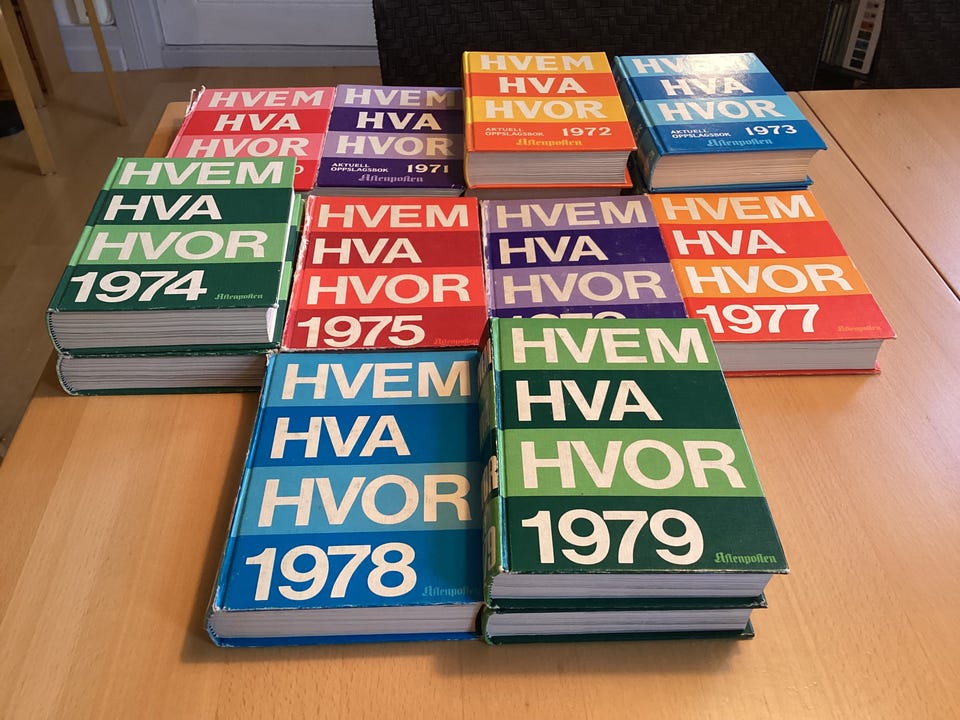 HVEM
HVA
HVOR
HVEM
HVA
HVOR
AKTUELL
OPPSLAGSBOK 1971
Aftenposten
HVEM
HVA
HVOR
AKTUELL
OPPSLAGSBOK 1972
Aftenposten
HVEM
HVA
HVOR
AKTUELL
OPPSLAGSBOK 1973
Aftenposten
HVEM
HVA
HVOR
1974 Aftenposten
HVEM
HVA
HVOR
1975 Aftenposten
HVEM
HVA
HVOR
HVEM
HVA
HVOR
1977 Aftenposten
HVEM
HVA
HVOR
1978 Aftenposten
HVEM
HVA
HVOR
1979 Aftenposten